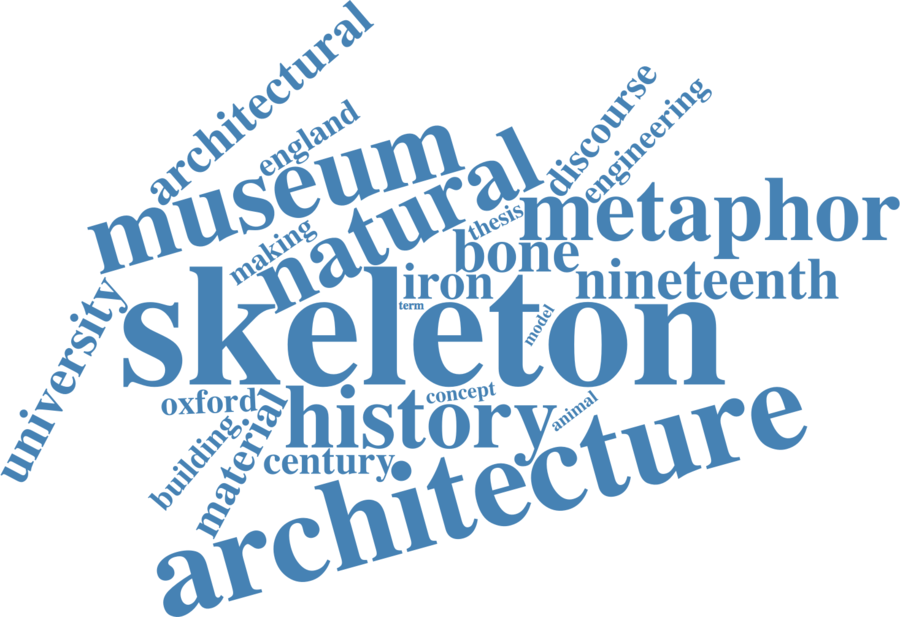 architectural
england
museum
discourse
engineering
natural
thesis
metaphor
making
bone
iron
nineteenth
university
skeleton
term
model
oxford
material
history
concept
animal
building
century
architecture